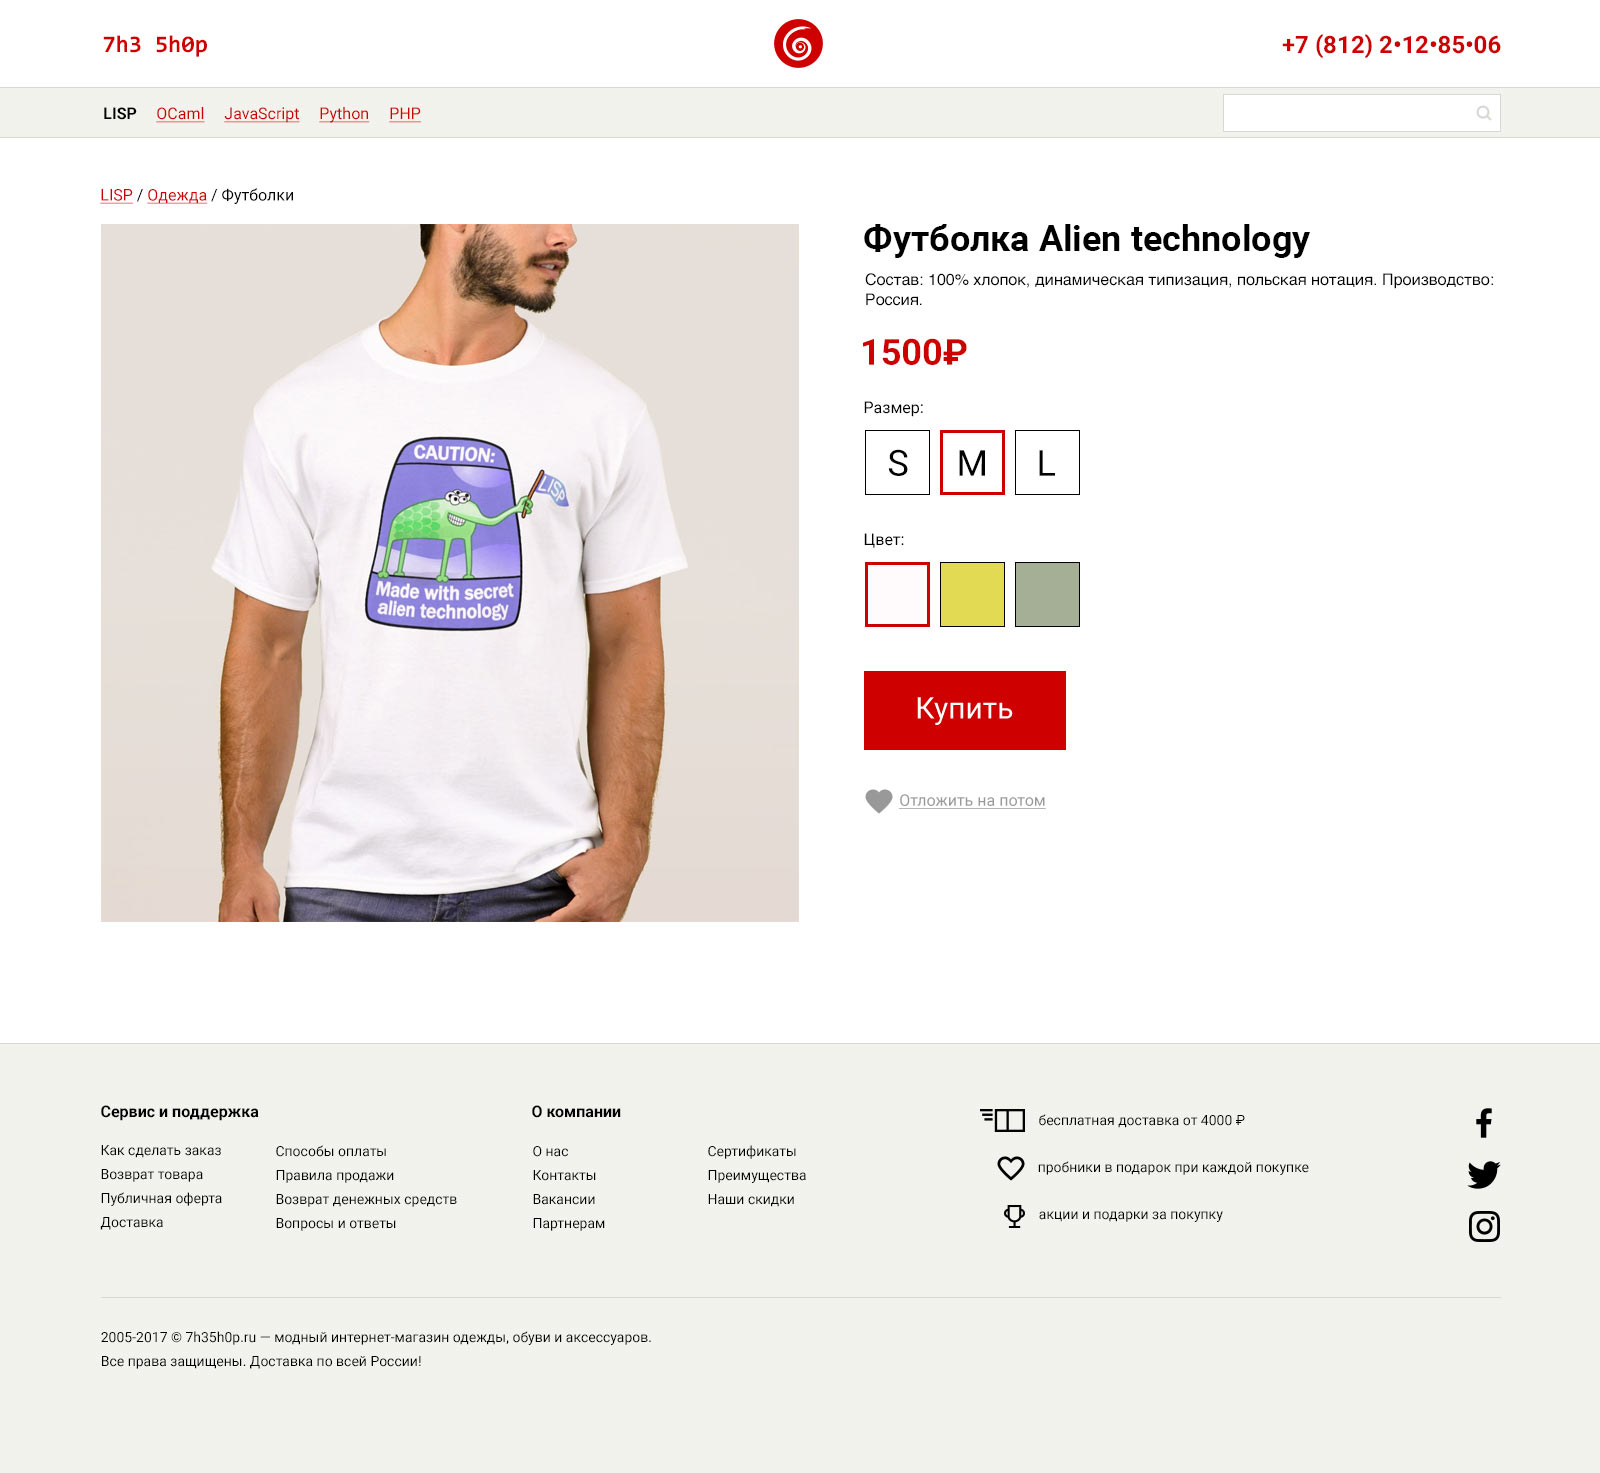 7h3 5h0p
+7 (812) 2•12•85•06
LISP OCaml JavaScript Python PHP
LISP / Одежда / Футболки
CAUTION:
LISP
Made with secret
alien technology
Футболка Alien technology
Состав: 100% хлопок, динамическая типизация, польская нотация. Производство:
Россия.
1500₽
Размер:
S M L
Цвет:
Купить
Отложить на потом
Сервис и поддержка
Как сделать заказ
Возврат товара
Публичная оферта
Доставка
Способы оплаты
Правила продажи
Возврат денежных средств
Вопросы и ответы
О компании
О нас
Контакты
Вакансии
Партнерам
Сертификаты
Преимущества
Наши скидки
бесплатная доставка от 4000 ₽
пробники в подарок при каждой покупке
акции и подарки за покупку
2005-2017 © 7h35h0p.ru — модный интернет-магазин одежды, обуви и аксессуаров.
Все права защищены. Доставка по всей России!